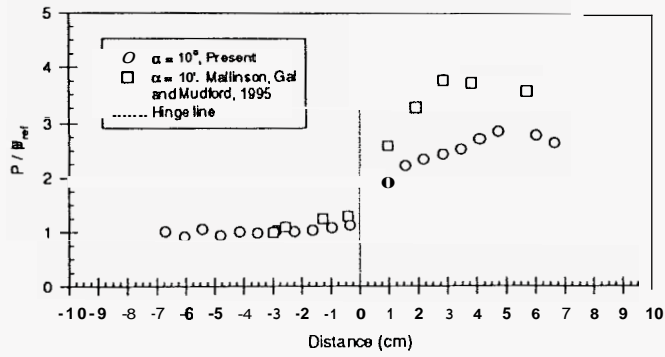 5
4
3
2
1
0
P / P_ref
α = 10°, Present
α = 10'. Mallinson, Gal
and Mudford, 1995
Hinge line
-10 -9 -8 -7 -6 -5 -4 -3 -2 -1 0 1 2 3 4 5 6 7 8 9 10
Distance (cm)